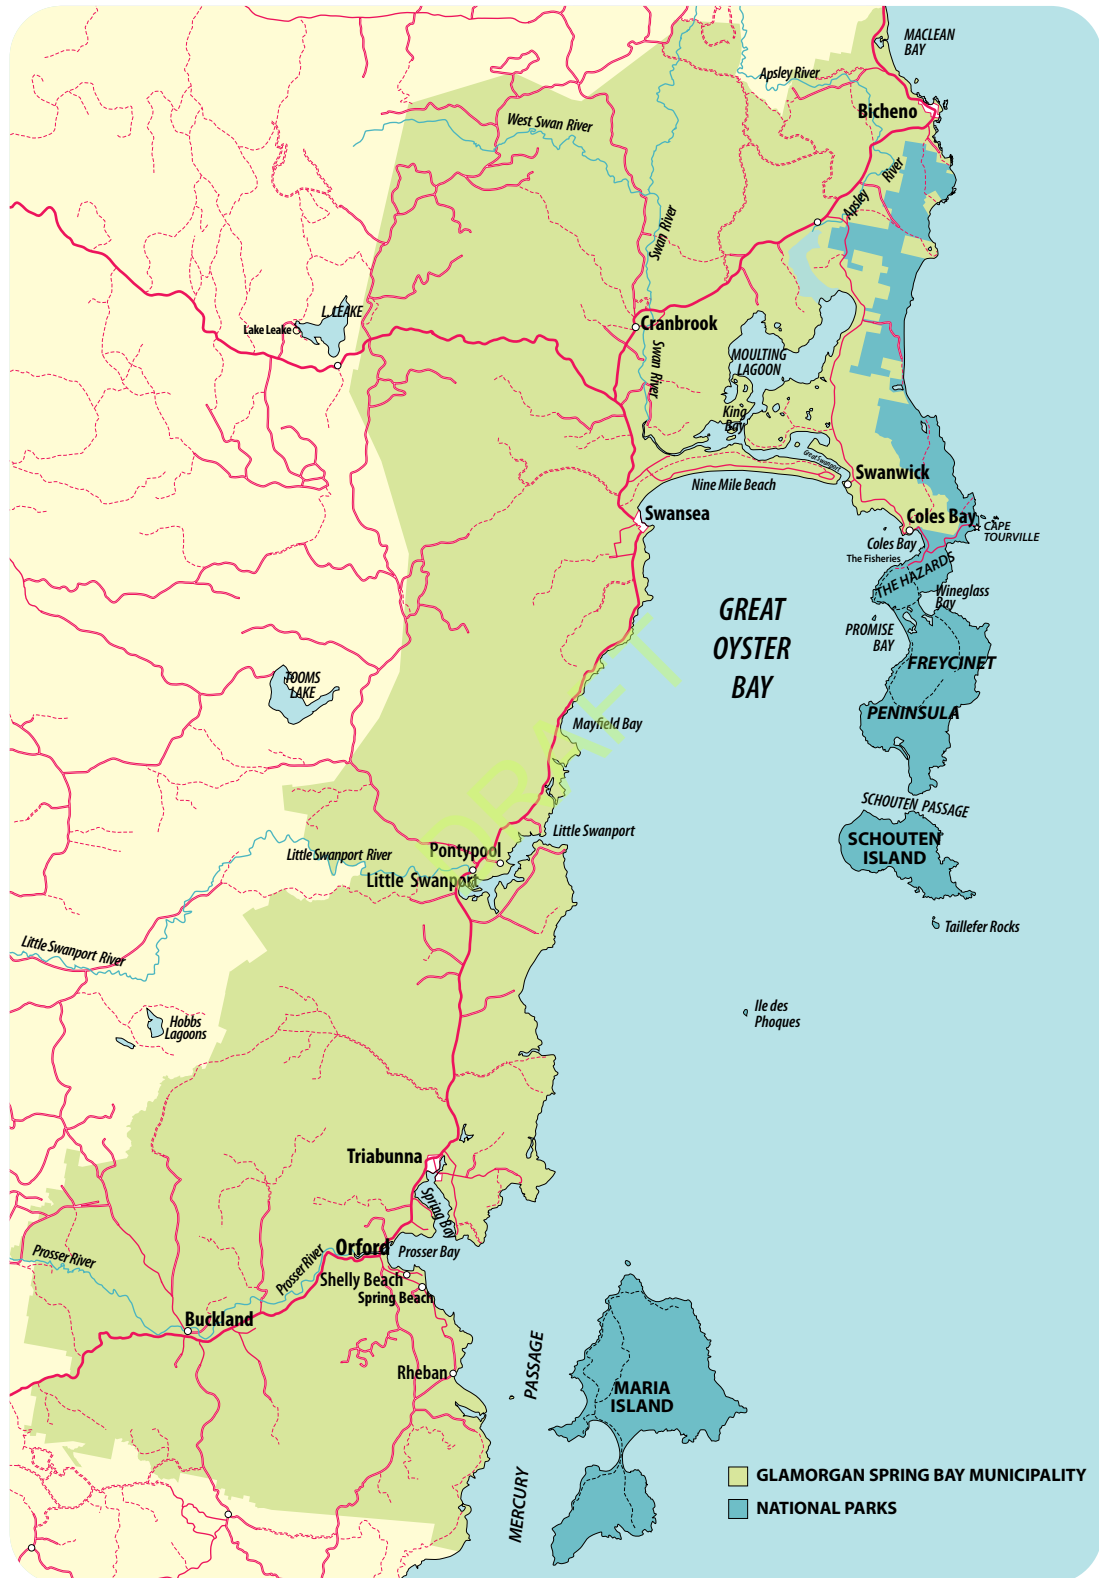 MACLEAN
BAY
Apsley River
Bicheno
West Swan River
Apsley
River
Swan River
L. LEAKE
Lake Leake
Cranbrook
Swan River
MOULTING
LAGOON
King
Bay
Great Swanport
Swanwick
Nine Mile Beach
Swansea
Coles Bay
CAPE
TOURVILLE
Coles Bay
The Fisheries
THE HAZARDS
Wineglass
Bay
GREAT
OYSTER
BAY
PROMISE
BAY
FREYCINET
PENINSULA
TOOMS
LAKE
Mayfield Bay
DRAFT
SCHOUTEN PASSAGE
SCHOUTEN
ISLAND
Little Swanport
Pontypool
Little Swanport River
Little Swanport
Taillefer Rocks
Little Swanport River
Ile des
Phoques
Hobbs
Lagoons
Triabunna
Spring Bay
Orford
Prosser Bay
Prosser River
Prosser River
Shelly Beach
Spring Beach
Buckland
Rheban
PASSAGE
MERCURY
MARIA
ISLAND
GLAMORGAN SPRING BAY MUNICIPALITY
NATIONAL PARKS